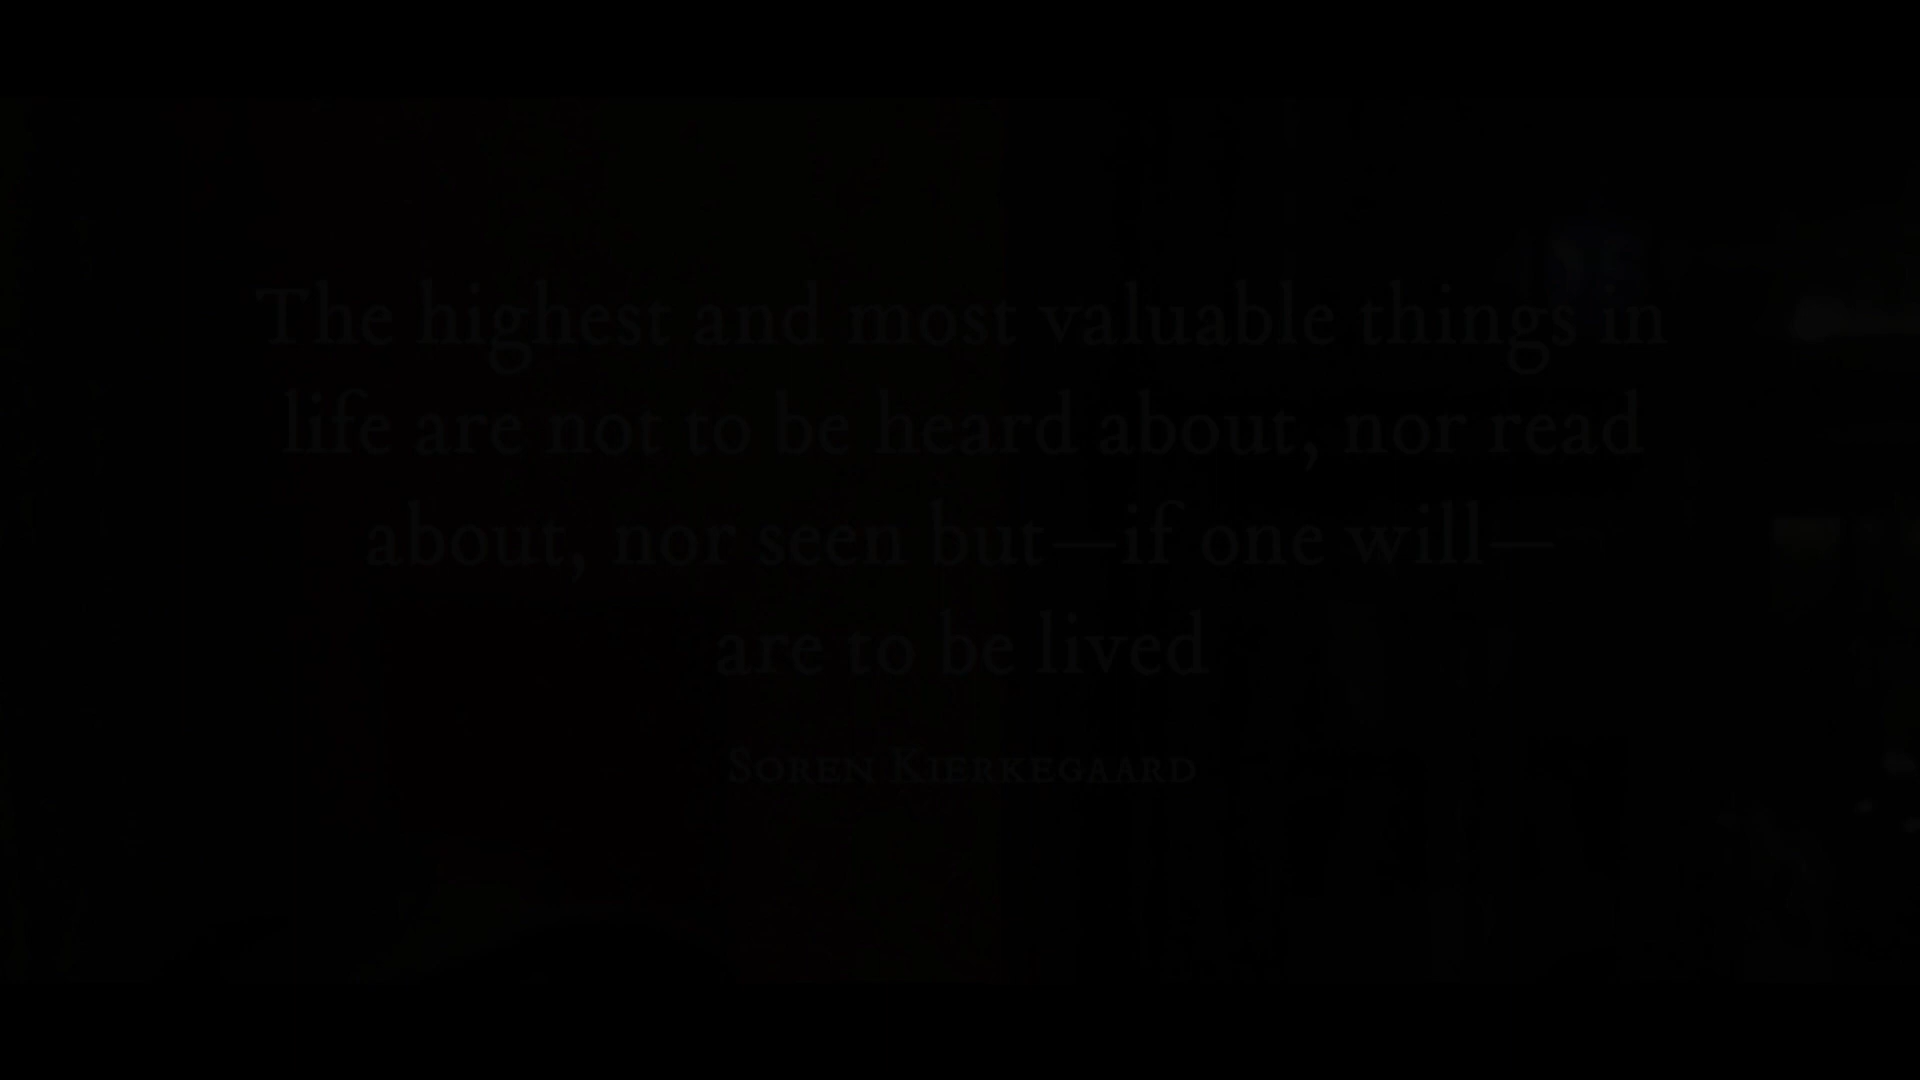 The highest and most valuable things in
life are not to be heard about, nor read
about, nor seen but—if one will—
are to be lived
Soren Kierkegaard